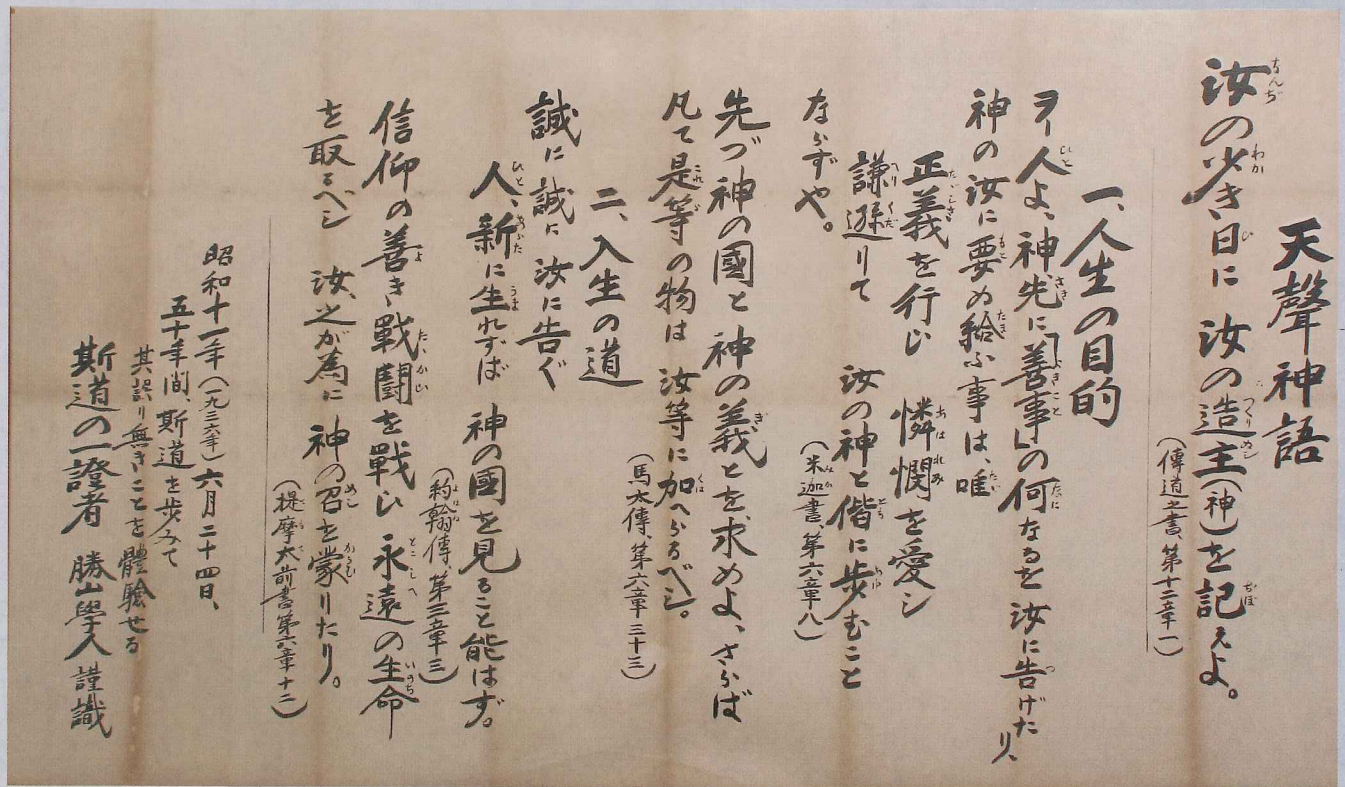 天聲神語
汝の少き日に 汝の造主(神)を記えよ。
(傳道之書、第十二章一)
一、人生の目的
ヲー人よ、神先に「善事」の何なるを 汝に告げたり、
神の汝に要め給ふ事は、唯
正義を行ひ 憐憫を愛シ
謙遜りて 汝の神と偕に歩むこと
ならずや。
(米迦書、第六章八)
先づ神の國と 神の義とを求めよ、さらば
凡て是等の物は 汝等に加へらるべシ。
(馬太傳、第六章三十三)
二、人生の道
誠に誠に 汝に告ぐ
人、新に生れずば 神の國を見ること能はず。
(約翰傳、第三章三)
信仰の善き戰鬪を戰ひ 永遠の生命
を取るべシ 汝、之が為に 神の召を蒙りたり。
(提摩太前書第六章十二)
昭和十一年(一九三六年)六月二十四日、
五十年間、斯道を歩みて
其誤り無きことを體驗せる
斯道の一證者 勝山學人 謹識